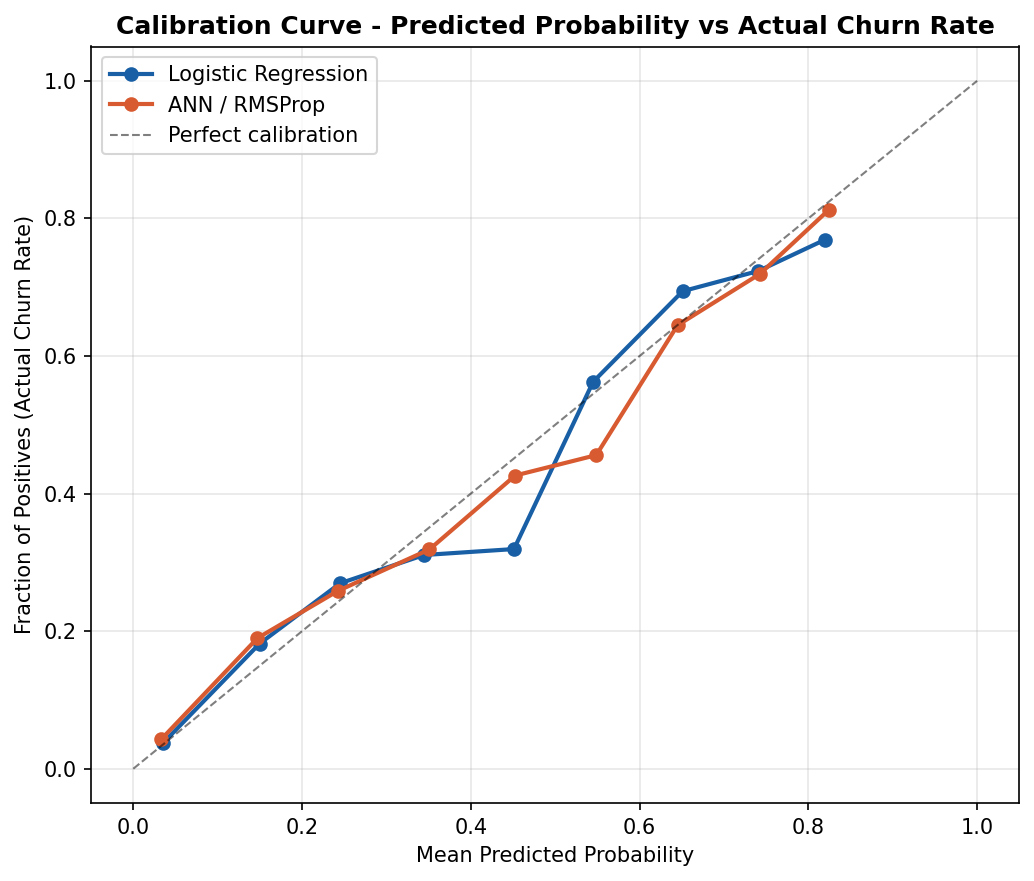 Calibration Curve - Predicted Probability vs Actual Churn Rate
Logistic Regression
ANN / RMSProp
Perfect calibration
Fraction of Positives (Actual Churn Rate)
1.0
0.8
0.6
0.4
0.2
0.0
0.0 0.2 0.4 0.6 0.8 1.0
Mean Predicted Probability